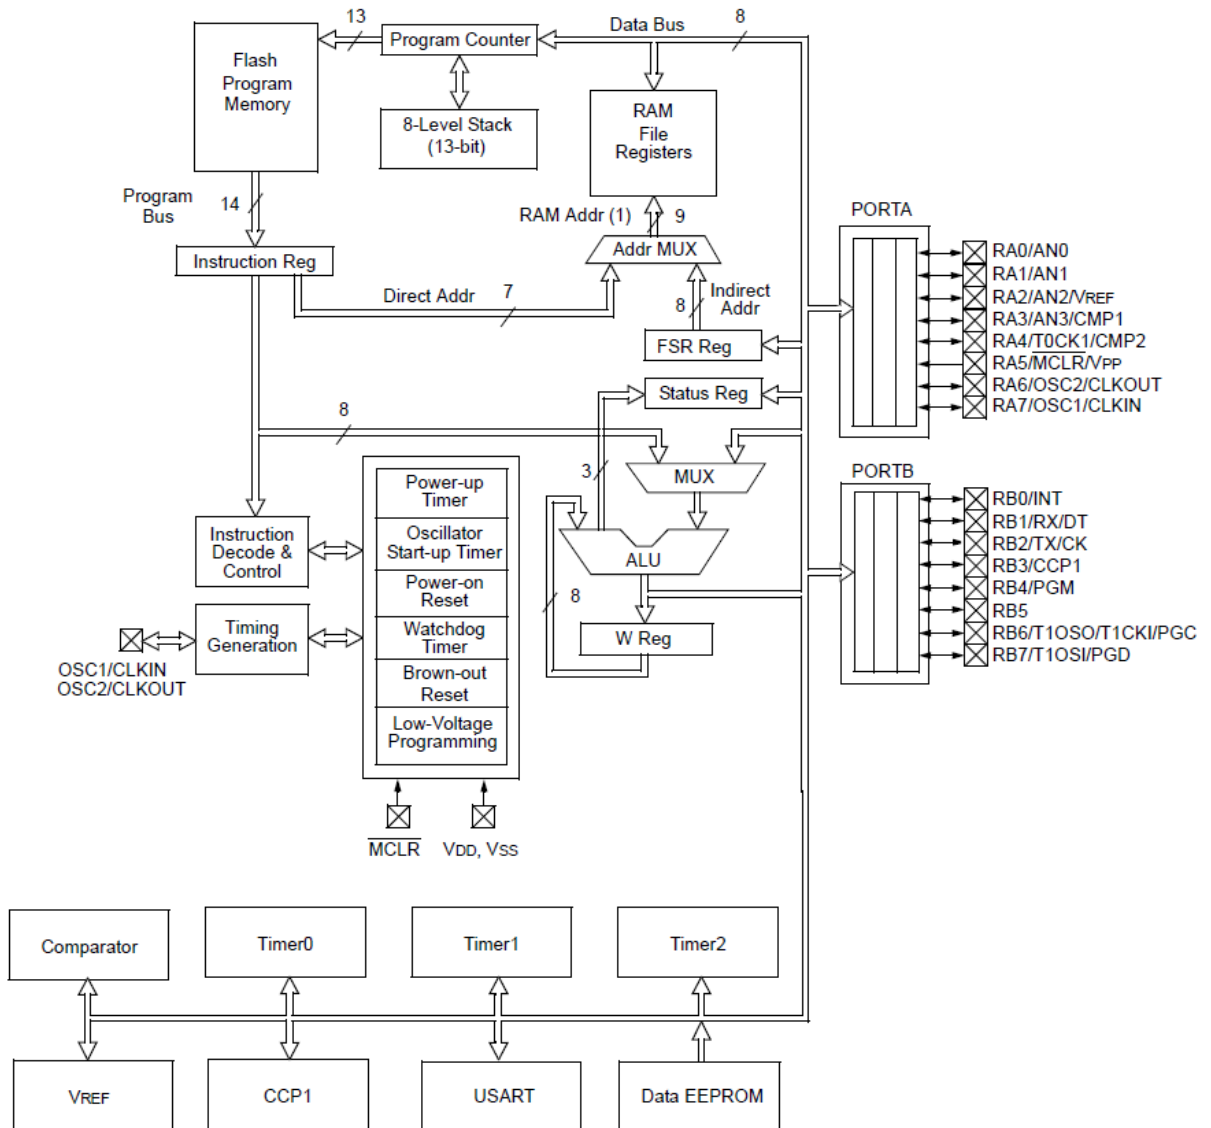 13
Data Bus
8
Program Counter
Flash
Program
Memory
8-Level Stack
(13-bit)
RAM
File
Registers
Program
Bus
14
RAM Addr (1)
9
PORTA
Instruction Reg
Addr MUX
Direct Addr
7
8
Indirect
Addr
FSR Reg
RA0/AN0
RA1/AN1
RA2/AN2/VREF
RA3/AN3/CMP1
RA4/T0CK1/CMP2
RA5/MCLR/VPP
RA6/OSC2/CLKOUT
RA7/OSC1/CLKIN
Status Reg
8
3
MUX
PORTB
Power-up
Timer
Oscillator
Start-up Timer
Power-on
Reset
Watchdog
Timer
Brown-out
Reset
Low-Voltage
Programming
Instruction
Decode &
Control
ALU
8
W Reg
RB0/INT
RB1/RX/DT
RB2/TX/CK
RB3/CCP1
RB4/PGM
RB5
RB6/T1OSO/T1CKI/PGC
RB7/T1OSI/PGD
Timing
Generation
OSC1/CLKIN
OSC2/CLKOUT
MCLR
VDD, VSS
Comparator
Timer0
Timer1
Timer2
VREF
CCP1
USART
Data EEPROM